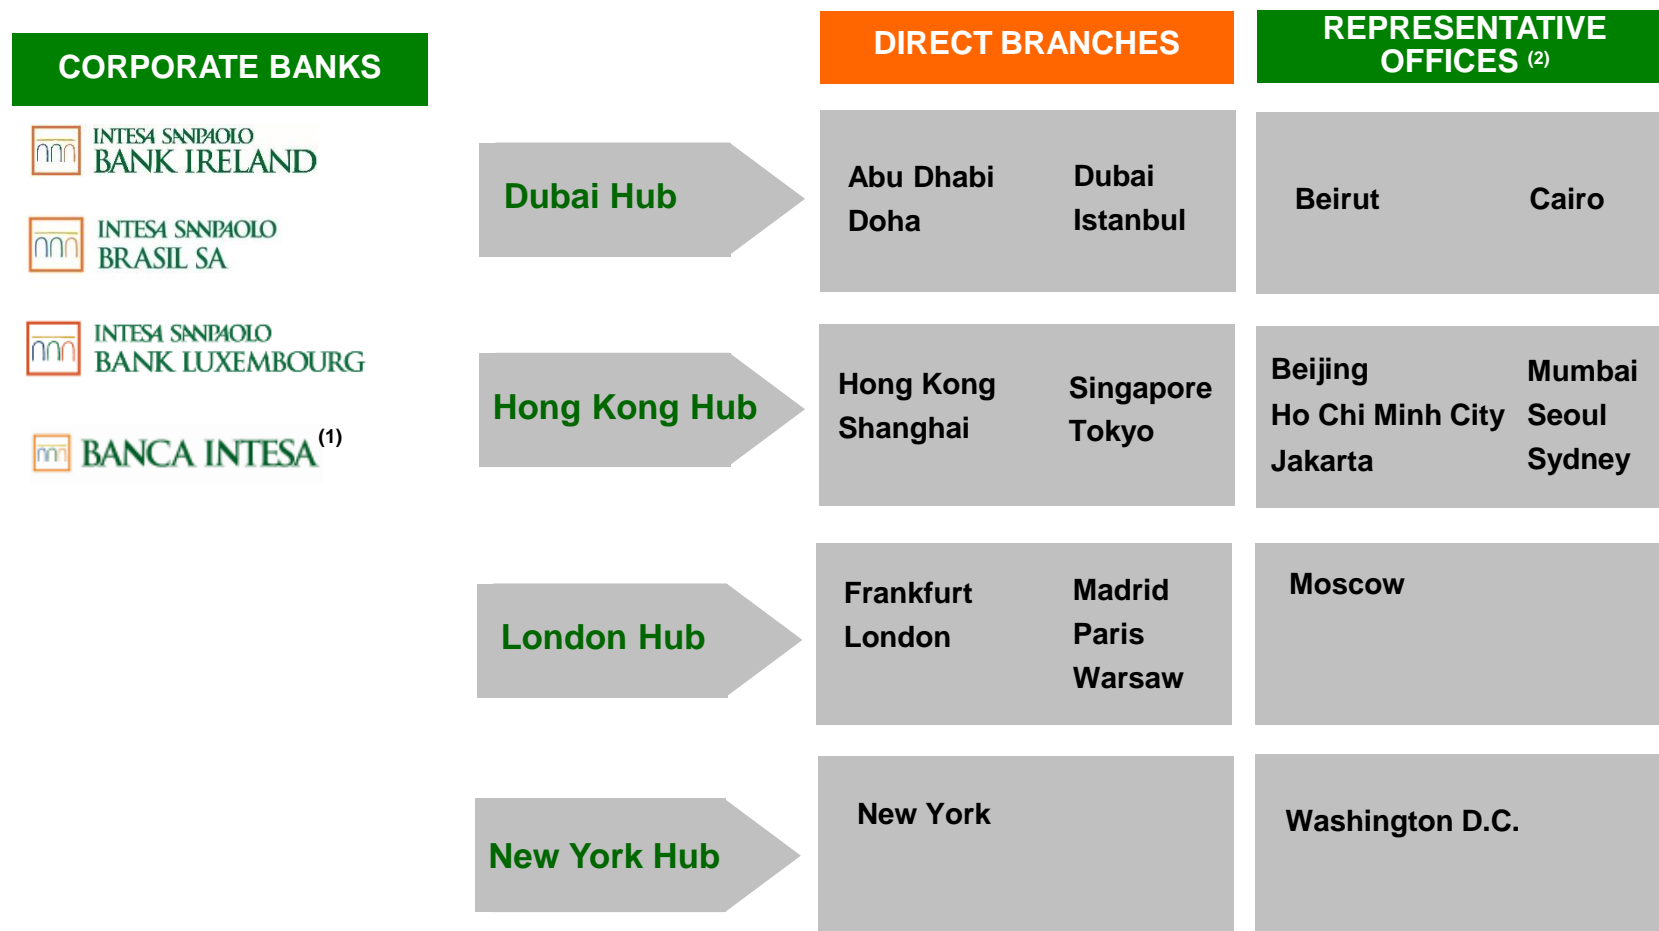 CORPORATE BANKS
INTESA SANPAOLO
BANK IRELAND
INTESA SANPAOLO
BRASIL SA
INTESA SANPAOLO
BANK LUXEMBOURG
BANCA INTESA (1)
DIRECT BRANCHES
REPRESENTATIVE
OFFICES (2)
Dubai Hub
Abu Dhabi
Doha
Dubai
Istanbul
Beirut
Cairo
Hong Kong Hub
Hong Kong
Shanghai
Singapore
Tokyo
Beijing
Ho Chi Minh City
Jakarta
Mumbai
Seoul
Sydney
London Hub
Frankfurt
London
Madrid
Paris
Warsaw
Moscow
New York Hub
New York
Washington D.C.